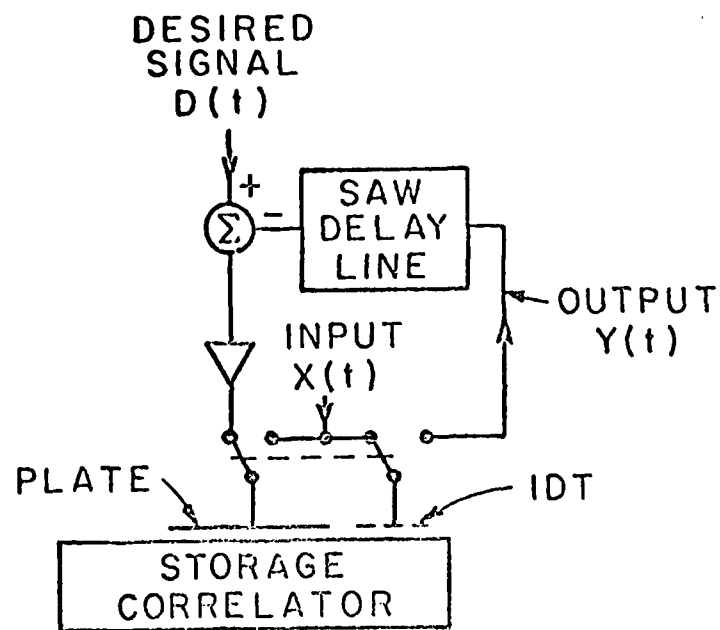 DESIRED
SIGNAL
D(t)
+
Σ
−
SAW
DELAY
LINE
INPUT
X(t)
OUTPUT
Y(t)
PLATE
IDT
STORAGE
CORRELATOR